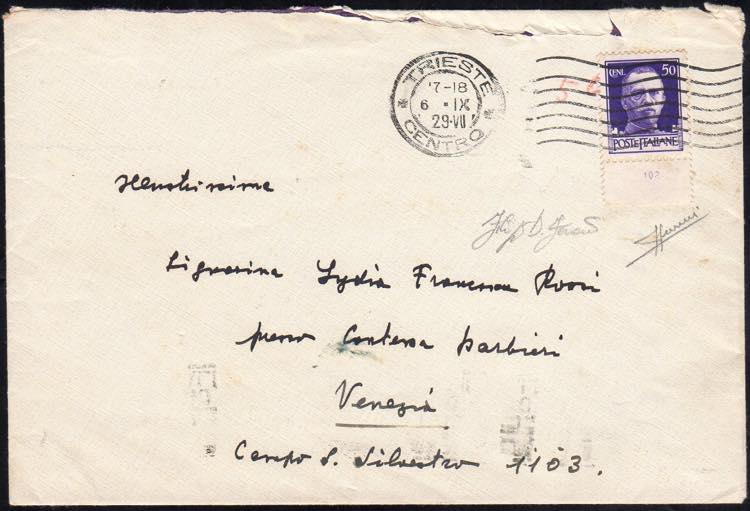 TRIESTE
17-18
6 · IX
29·VII
CENTRO
CENT. 50
POSTE ITALIANE
102
Illustrissima
Signorina Lydia Francesca Rossi
presso Contessa Barbieri
Venezia
Campo S. Silvestro 1103.